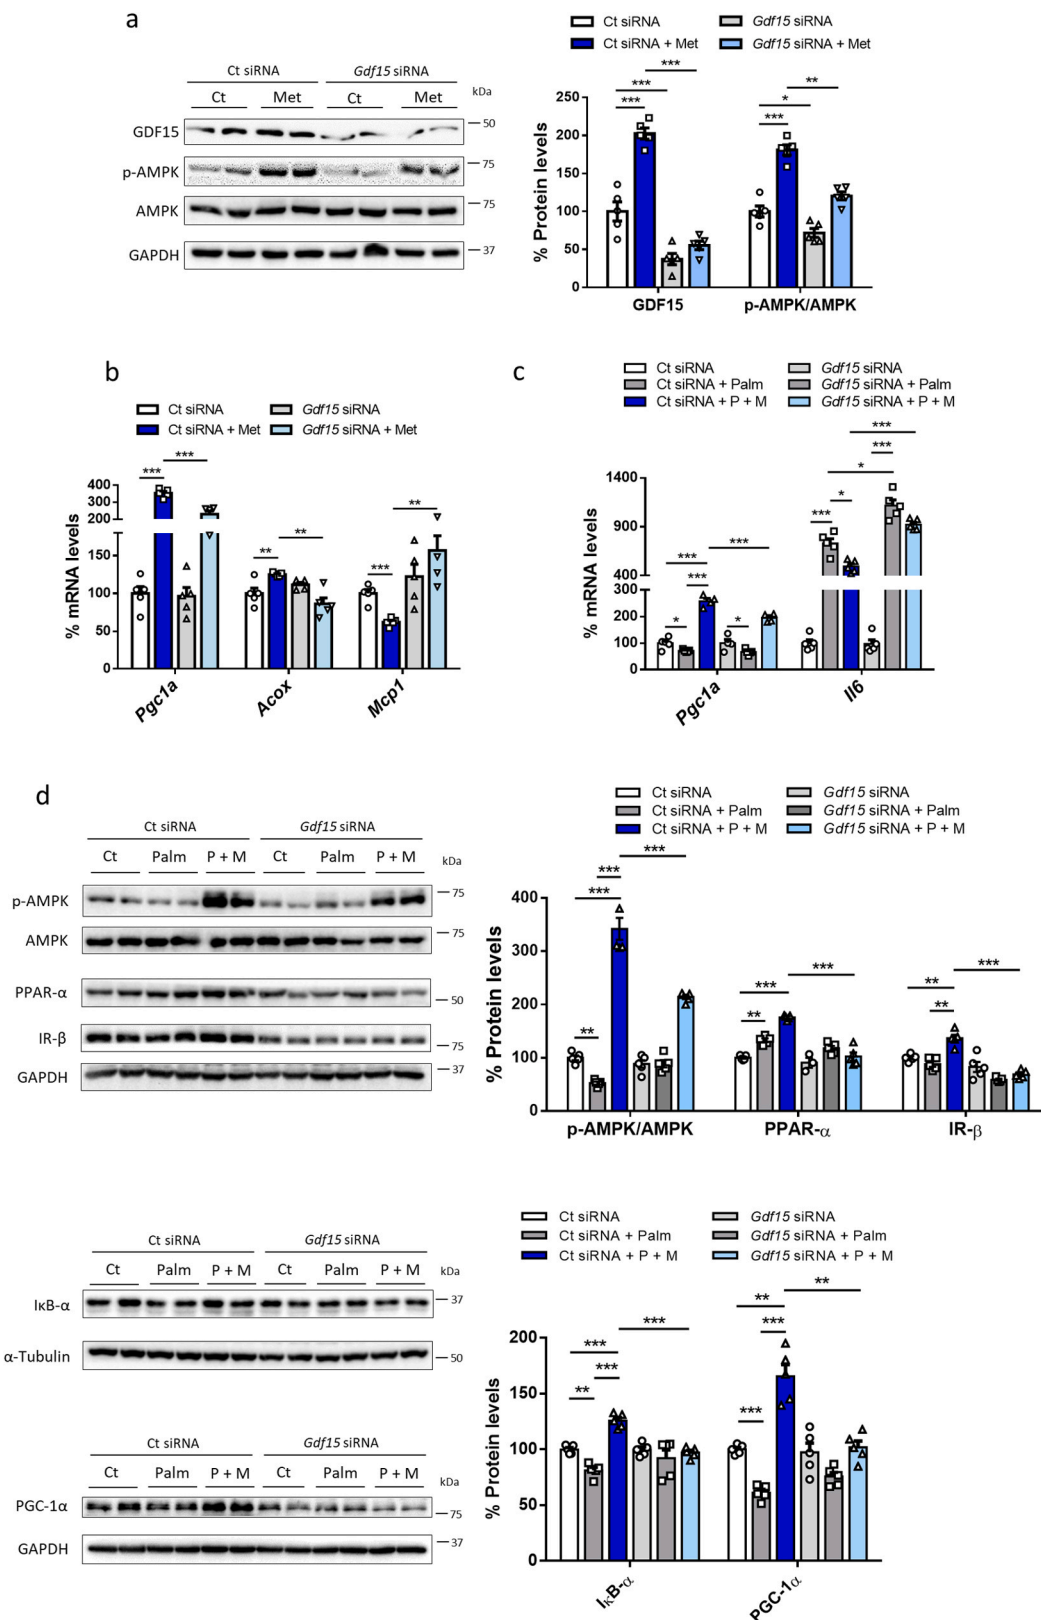 a
Ct siRNA
Gdf15 siRNA
Ct siRNA + Met
Gdf15 siRNA + Met
Ct siRNA
Gdf15 siRNA
Ct
Met
Ct
Met
kDa
GDF15
50
p-AMPK
75
AMPK
75
GAPDH
37
% Protein levels
250
200
150
100
50
0
***
***
***
***
*
**
GDF15
p-AMPK/AMPK
b
Ct siRNA
Gdf15 siRNA
Ct siRNA + Met
Gdf15 siRNA + Met
% mRNA levels
400
300
200
150
100
50
0
***
***
**
**
***
**
Pgc1a
Acox
Mcp1
c
Ct siRNA
Gdf15 siRNA
Ct siRNA + Palm
Gdf15 siRNA + Palm
Ct siRNA + P + M
Gdf15 siRNA + P + M
% mRNA levels
1400
900
400
300
200
100
0
*
***
***
*
***
***
*
*
***
***
Pgc1a
Il6
d
Ct siRNA
Gdf15 siRNA
Ct
Palm
P + M
Ct
Palm
P + M
kDa
p-AMPK
75
AMPK
75
PPAR-α
50
IR-β
75
GAPDH
37
Ct siRNA
Gdf15 siRNA
Ct siRNA + Palm
Gdf15 siRNA + Palm
Ct siRNA + P + M
Gdf15 siRNA + P + M
% Protein levels
400
300
200
100
0
**
***
***
***
**
***
***
**
**
***
p-AMPK/AMPK
PPAR-α
IR-β
Ct siRNA
Gdf15 siRNA
Ct
Palm
P + M
Ct
Palm
P + M
kDa
IκB-α
37
α-Tubulin
50
Ct siRNA
Gdf15 siRNA
Ct
Palm
P + M
Ct
Palm
P + M
kDa
PGC-1α
75
GAPDH
37
Ct siRNA
Gdf15 siRNA
Ct siRNA + Palm
Gdf15 siRNA + Palm
Ct siRNA + P + M
Gdf15 siRNA + P + M
% Protein levels
200
150
100
50
0
**
***
***
***
***
**
***
**
IκB-α
PGC-1α